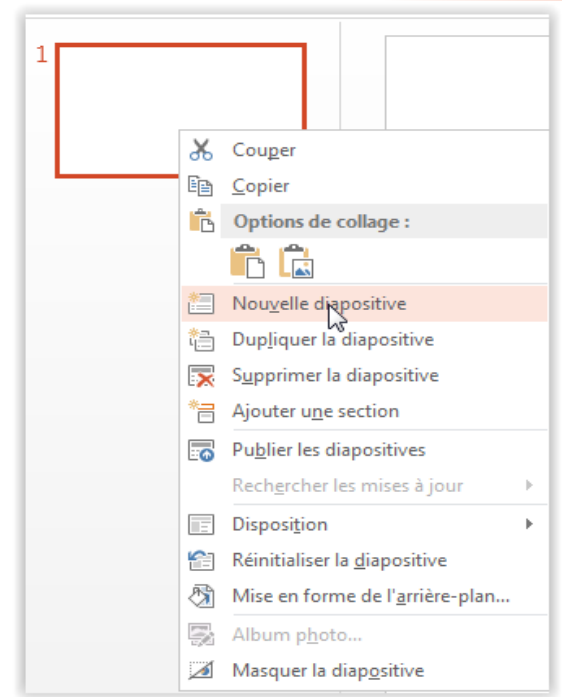 1
Couper
Copier
Options de collage :
Nouvelle diapositive
Dupliquer la diapositive
Supprimer la diapositive
Ajouter une section
Publier les diapositives
Rechercher les mises à jour
Disposition
Réinitialiser la diapositive
Mise en forme de l'arrière-plan...
Album photo...
Masquer la diapositive